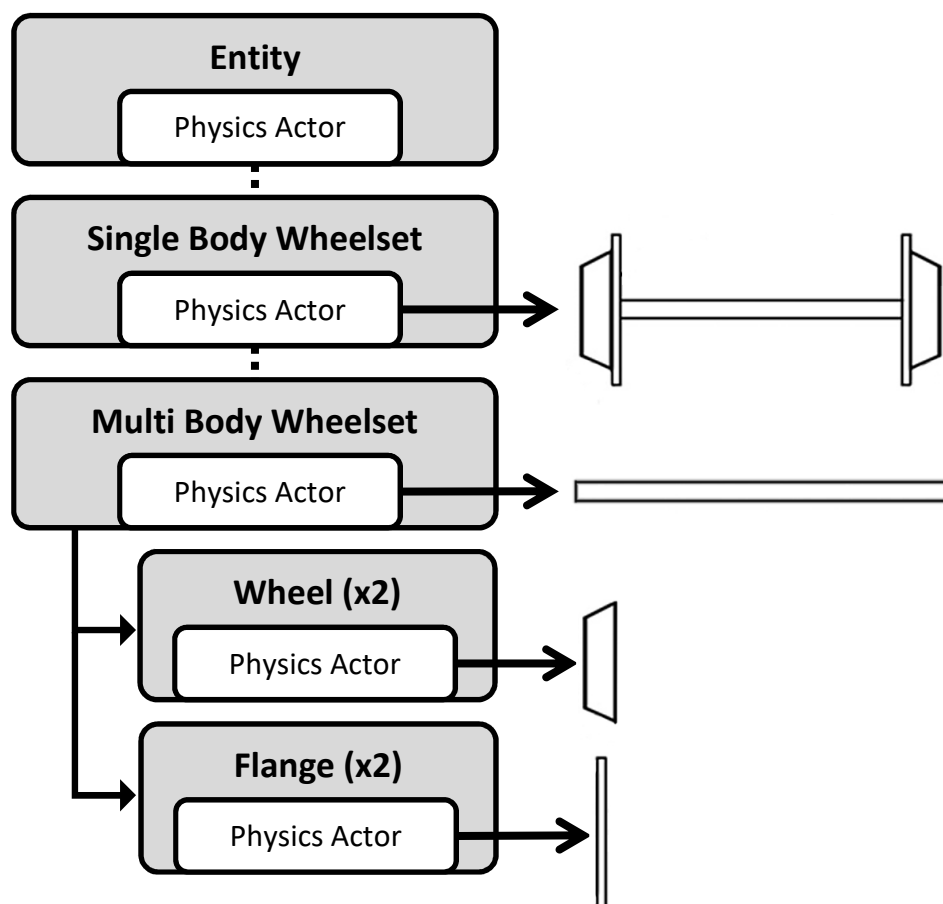 Entity
Physics Actor
Single Body Wheelset
Physics Actor
Multi Body Wheelset
Physics Actor
Wheel (x2)
Physics Actor
Flange (x2)
Physics Actor